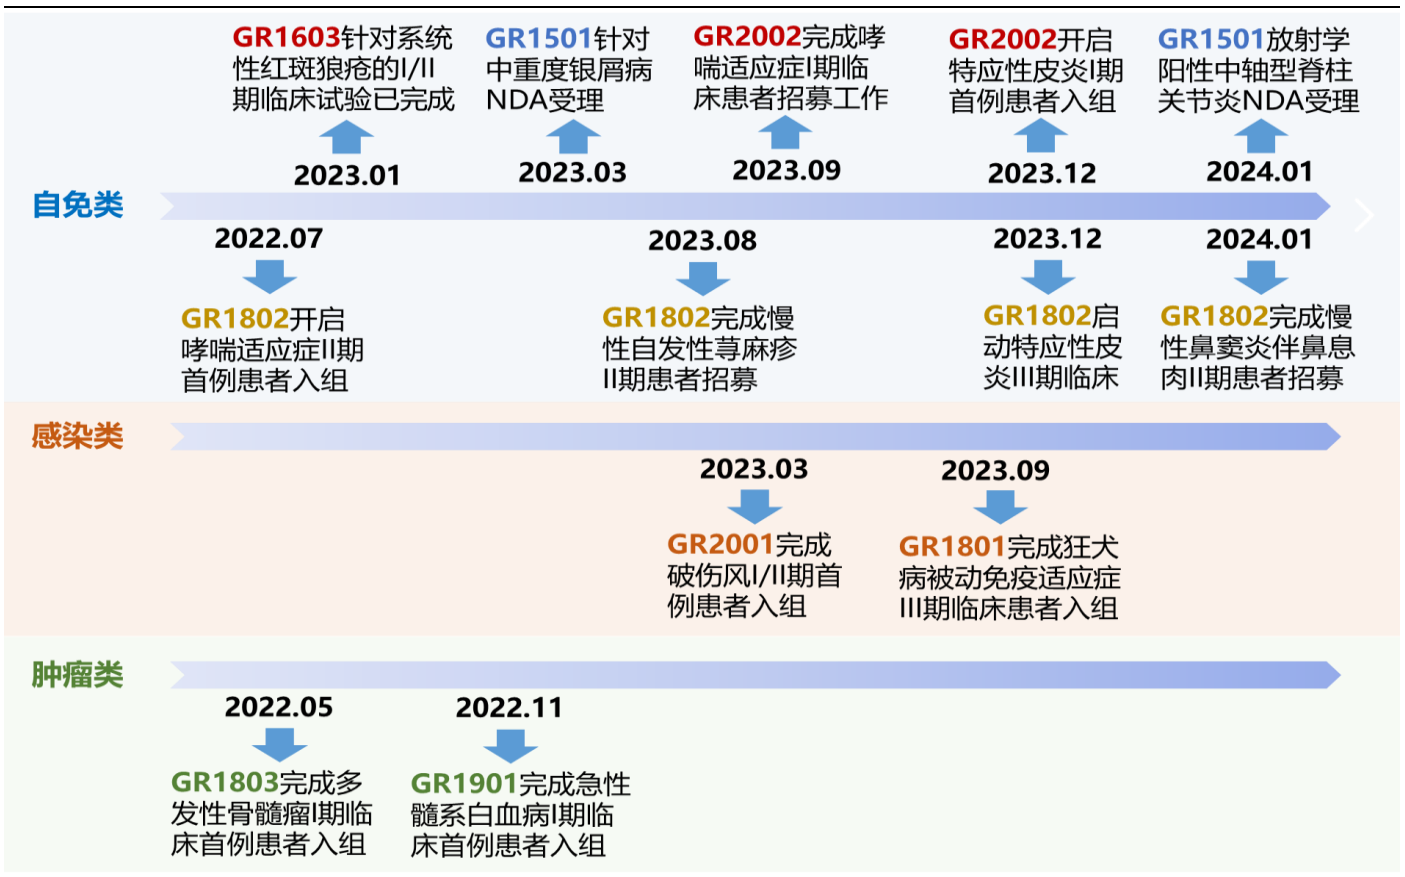 GR1603针对系统
性红斑狼疮的I/II
期临床试验已完成
GR1501针对
中重度银屑病
NDA受理
GR2002完成哮
喘适应症I期临
床患者招募工作
GR2002开启
特应性皮炎I期
首例患者入组
GR1501放射学
阳性中轴型脊柱
关节炎NDA受理
2023.01
2023.03
2023.09
2023.12
2024.01
自免类
2022.07
2023.08
2023.12
2024.01
GR1802开启
哮喘适应症II期
首例患者入组
GR1802完成慢
性自发性荨麻疹
II期患者招募
GR1802启
动特应性皮
炎III期临床
GR1802完成慢
性鼻窦炎伴鼻息
肉II期患者招募
感染类
2023.03
2023.09
GR2001完成
破伤风I/II期首
例患者入组
GR1801完成狂犬
病被动免疫适应症
III期临床患者入组
肿瘤类
2022.05
2022.11
GR1803完成多
发性骨髓瘤I期临
床首例患者入组
GR1901完成急性
髓系白血病I期临
床首例患者入组